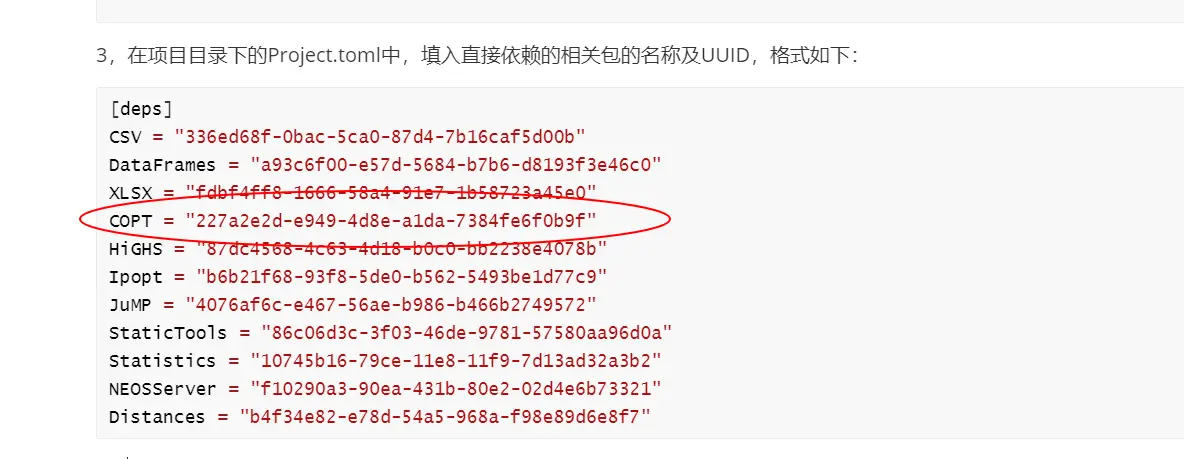 3，在项目目录下的Project.toml中，填入直接依赖的相关包的名称及UUID，格式如下：
[deps]
CSV = "336ed68f-0bac-5ca0-87d4-7b16caf5d00b"
DataFrames = "a93c6f00-e57d-5684-b7b6-d8193f3e46c0"
XLSX = "fdbf4ff8-1666-58a4-91e7-1b58723a45e0"
COPT = "227a2e2d-e949-4d8e-a1da-7384fe6f0b9f"
HiGHS = "87dc4568-4c63-4d18-b0c0-bb2238e4078b"
Ipopt = "b6b21f68-93f8-5de0-b562-5493be1d77c9"
JuMP = "4076af6c-e467-56ae-b986-b466b2749572"
StaticTools = "86c06d3c-3f03-46de-9781-57580aa96d0a"
Statistics = "10745b16-79ce-11e8-11f9-7d13ad32a3b2"
NEOSServer = "f10290a3-90ea-431b-80e2-02d4e6b73321"
Distances = "b4f34e82-e78d-54a5-968a-f98e89d6e8f7"